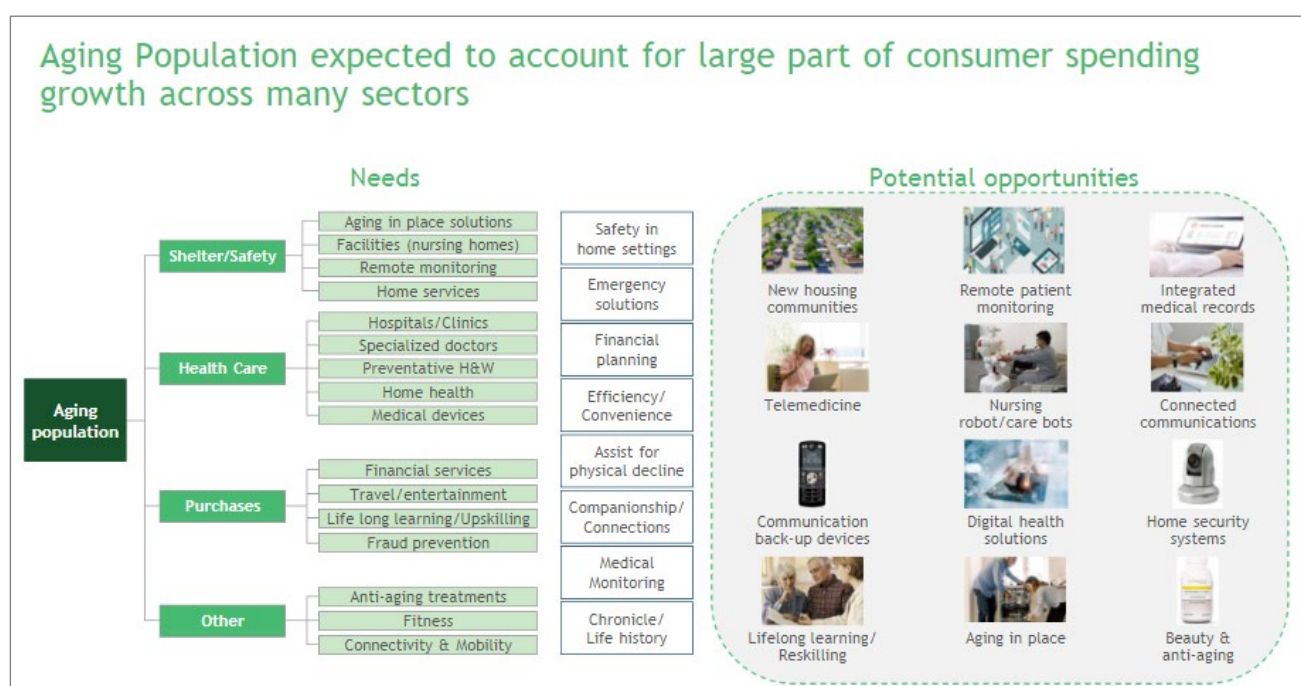 Aging Population expected to account for large part of consumer spending
growth across many sectors
Needs
Aging
population
Shelter/Safety
Aging in place solutions
Facilities (nursing homes)
Remote monitoring
Home services
Health Care
Hospitals/Clinics
Specialized doctors
Preventative H&W
Home health
Medical devices
Purchases
Financial services
Travel/entertainment
Life long learning/Upskilling
Fraud prevention
Other
Anti-aging treatments
Fitness
Connectivity & Mobility
Safety in
home settings
Emergency
solutions
Financial
planning
Efficiency/
Convenience
Assist for
physical decline
Companionship/
Connections
Medical
Monitoring
Chronicle/
Life history
Potential opportunities
New housing
communities
Remote patient
monitoring
Integrated
medical records
Telemedicine
Nursing
robot/care bots
Connected
communications
Communication
back-up devices
Digital health
solutions
Home security
systems
Lifelong learning/
Reskilling
Aging in place
Beauty &
anti-aging